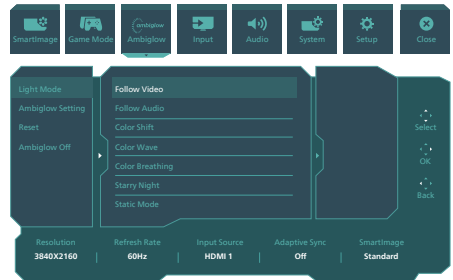 ambiglow
SmartImage Game Mode Ambiglow Input Audio System Setup Close
Light Mode
Ambiglow Setting
Reset
Ambiglow Off
Follow Video
Follow Audio
Color Shift
Color Wave
Color Breathing
Starry Night
Static Mode
Select
OK
Back
Resolution Refresh Rate Input Source Adaptive Sync SmartImage
3840X2160 | 60Hz | HDMI 1 | Off | Standard